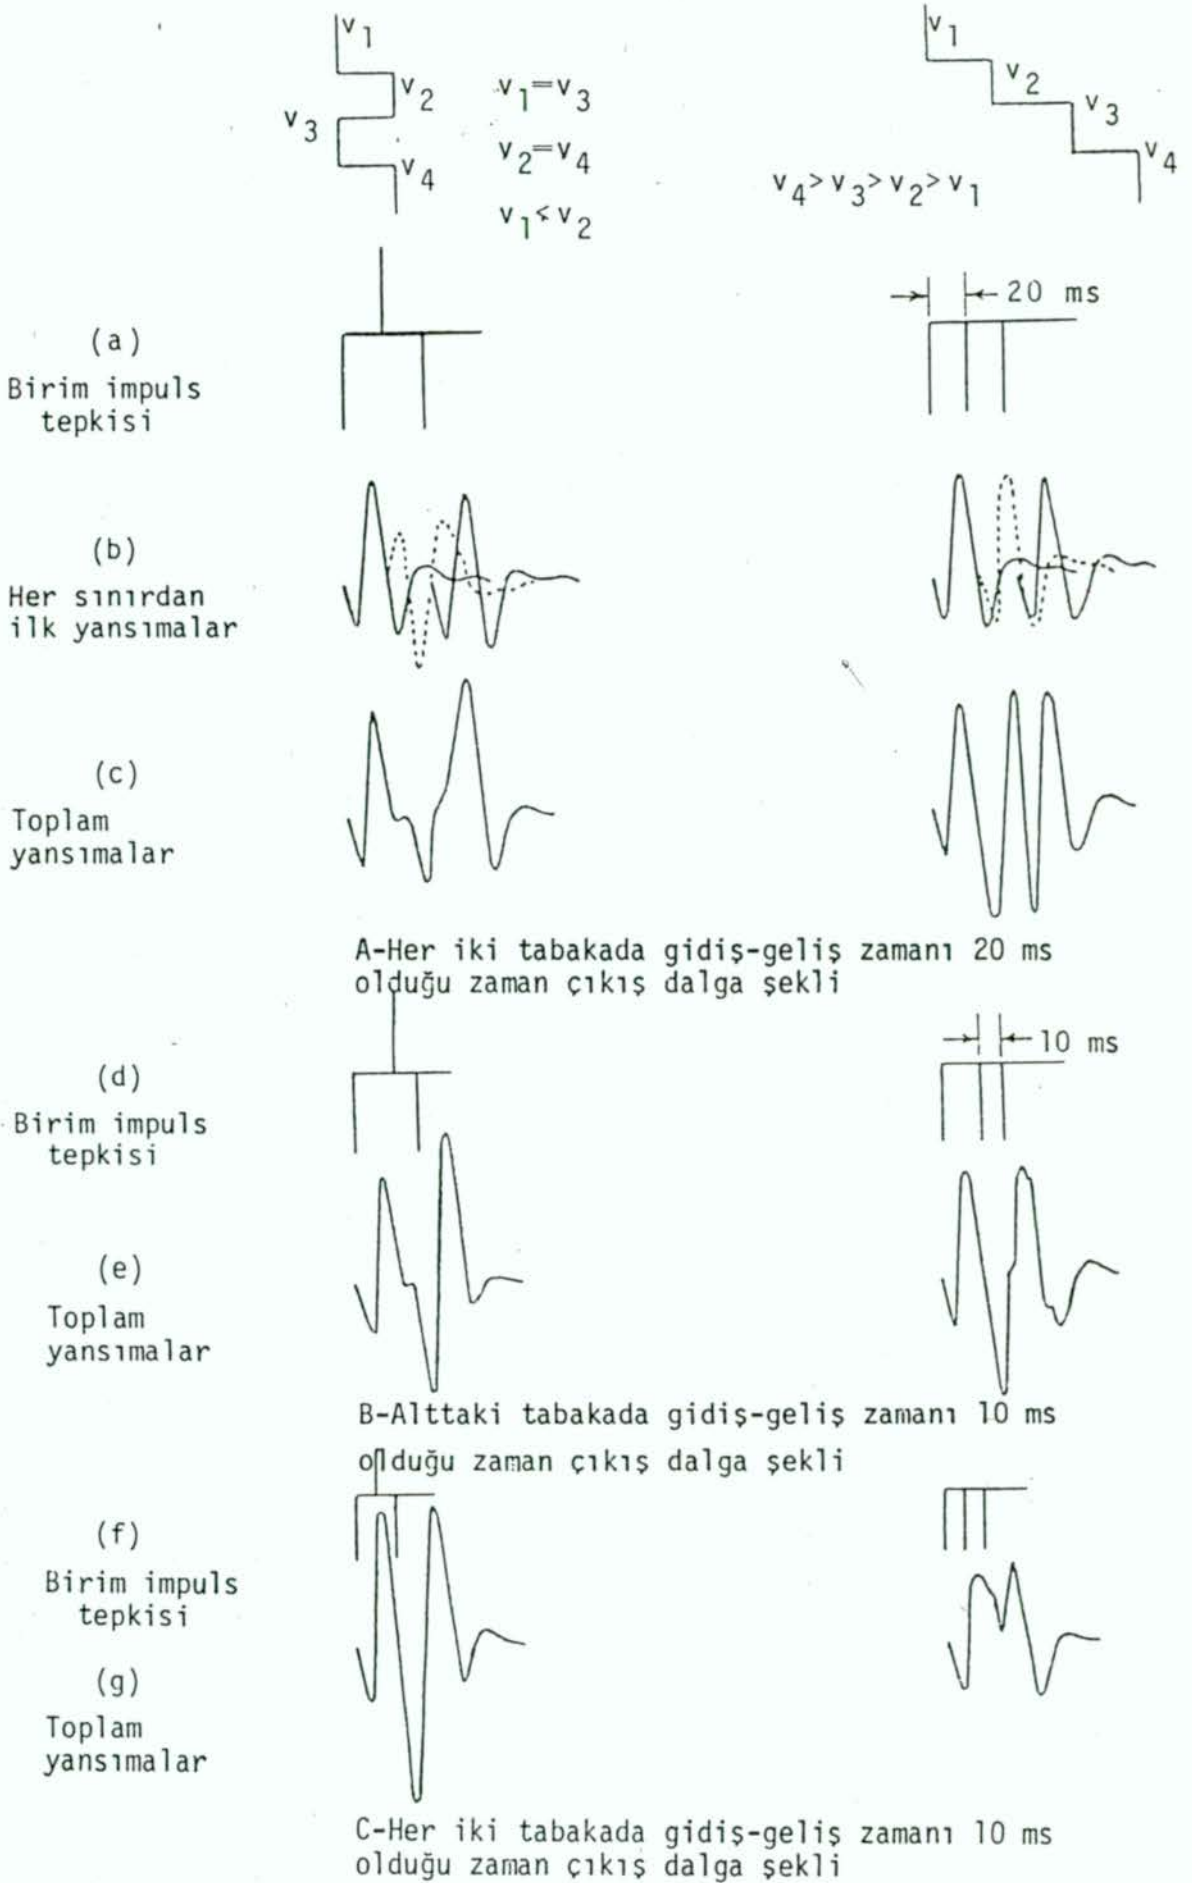 v1
v2
v3
v4
v1=v3
v2=v4
v1<v2
v1
v2
v3
v4
v4>v3>v2>v1
(a)
Birim impuls
tepkisi
20 ms
(b)
Her sınırdan
ilk yansımalar
(c)
Toplam
yansımalar
A-Her iki tabakada gidiş-geliş zamanı 20 ms
olduğu zaman çıkış dalga şekli
(d)
Birim impuls
tepkisi
10 ms
(e)
Toplam
yansımalar
B-Alttaki tabakada gidiş-geliş zamanı 10 ms
olduğu zaman çıkış dalga şekli
(f)
Birim impuls
tepkisi
(g)
Toplam
yansımalar
C-Her iki tabakada gidiş-geliş zamanı 10 ms
olduğu zaman çıkış dalga şekli